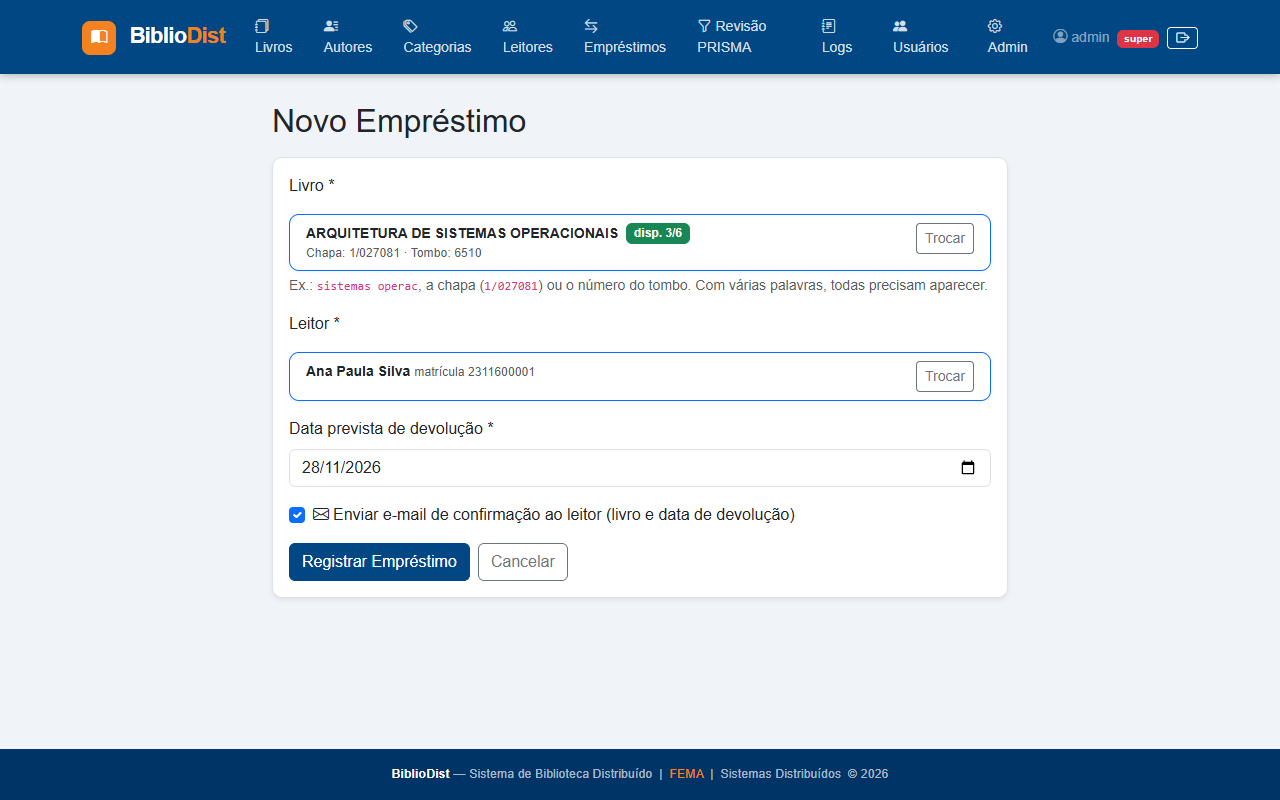 BiblioDist
Livros
Autores
Categorias
Leitores
Empréstimos
Revisão
PRISMA
Logs
Usuários
Admin
admin super
Novo Empréstimo
Livro *
ARQUITETURA DE SISTEMAS OPERACIONAIS disp. 3/6
Chapa: 1/027081 · Tombo: 6510
Trocar
Ex.: sistemas operac, a chapa (1/027081) ou o número do tombo. Com várias palavras, todas precisam aparecer.
Leitor *
Ana Paula Silva matrícula 2311600001
Trocar
Data prevista de devolução *
28/11/2026
Enviar e-mail de confirmação ao leitor (livro e data de devolução)
Registrar Empréstimo
Cancelar
BiblioDist — Sistema de Biblioteca Distribuído | FEMA | Sistemas Distribuídos © 2026